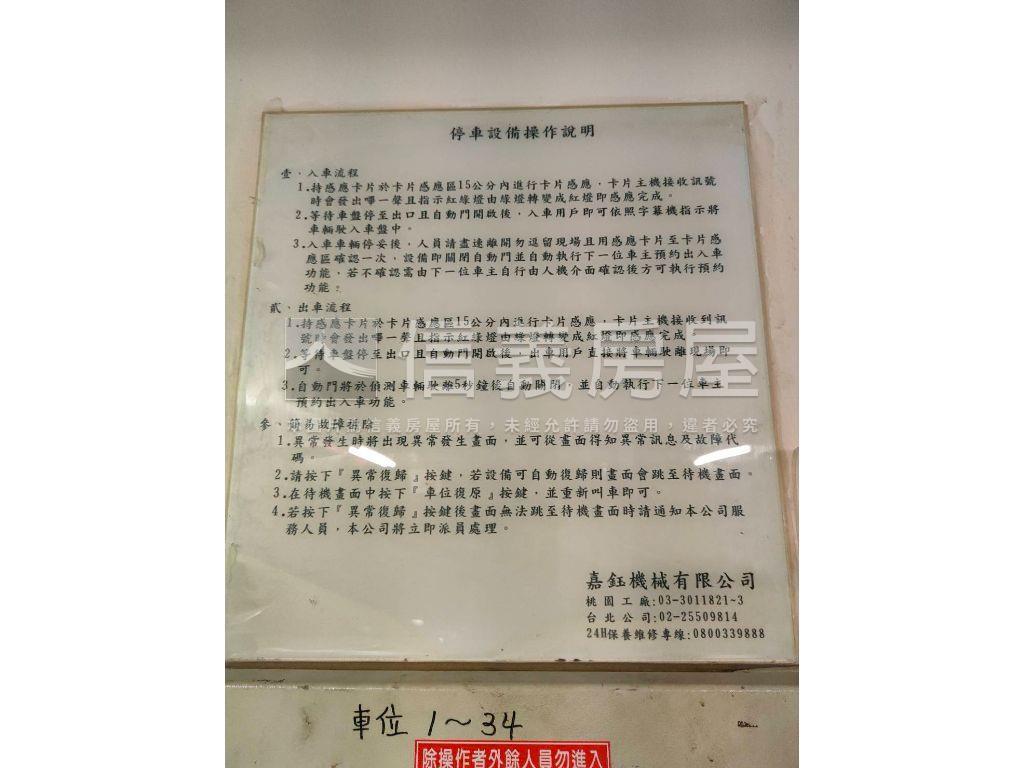 停車設備操作說明
壹、入車流程
1.持感應卡片於卡片感應區15公分內進行卡片感應，卡片主機接收訊號
時會發出嗶一聲且指示紅綠燈由綠燈轉變成紅燈即感應完成。
2.等待車盤停至出口且自動門開啟後，入車用戶即可依照字幕機指示將
車輛駛入車盤中。
3.入車車輛停妥後，人員請盡速離開勿逗留現場且用感應卡片至卡片感
應區確認一次，設備即關閉自動門並自動執行下一位車主預約出入車
功能，若不確認需由下一位車主自行由人機介面確認後方可執行預約
功能。
貳、出車流程
1.持感應卡片於卡片感應區15公分內進行卡片感應，卡片主機接收到訊
號時會發出嗶一聲且指示紅綠燈由綠燈轉變成紅燈即感應完成。
信義房屋
2.等待車盤停至出口且自動門開啟後，出車用戶直接將車輛駛離現場即
可。
3.自動門將於偵測車輛駛離5秒鐘後自動關閉，並自動執行下一位車主
預約出入車功能。
信義房屋所有，未經允許請勿盜用，違者必究
參、簡易故障排除
1.異常發生時將出現異常發生畫面，並可從畫面得知異常訊息及故障代
碼。
2.請按下『異常復歸』按鍵，若設備可自動復歸則畫面會跳至待機畫面。
3.在待機畫面中按下『車位復原』按鍵，並重新叫車即可。
4.若按下『異常復歸』按鍵後畫面無法跳至待機畫面時請通知本公司服
務人員，本公司將立即派員處理。
嘉鈺機械有限公司
桃園工廠:03-3011821~3
台北公司:02-25509814
24H保養維修專線:0800339888
車位 1~34
除操作者外餘人員勿進入